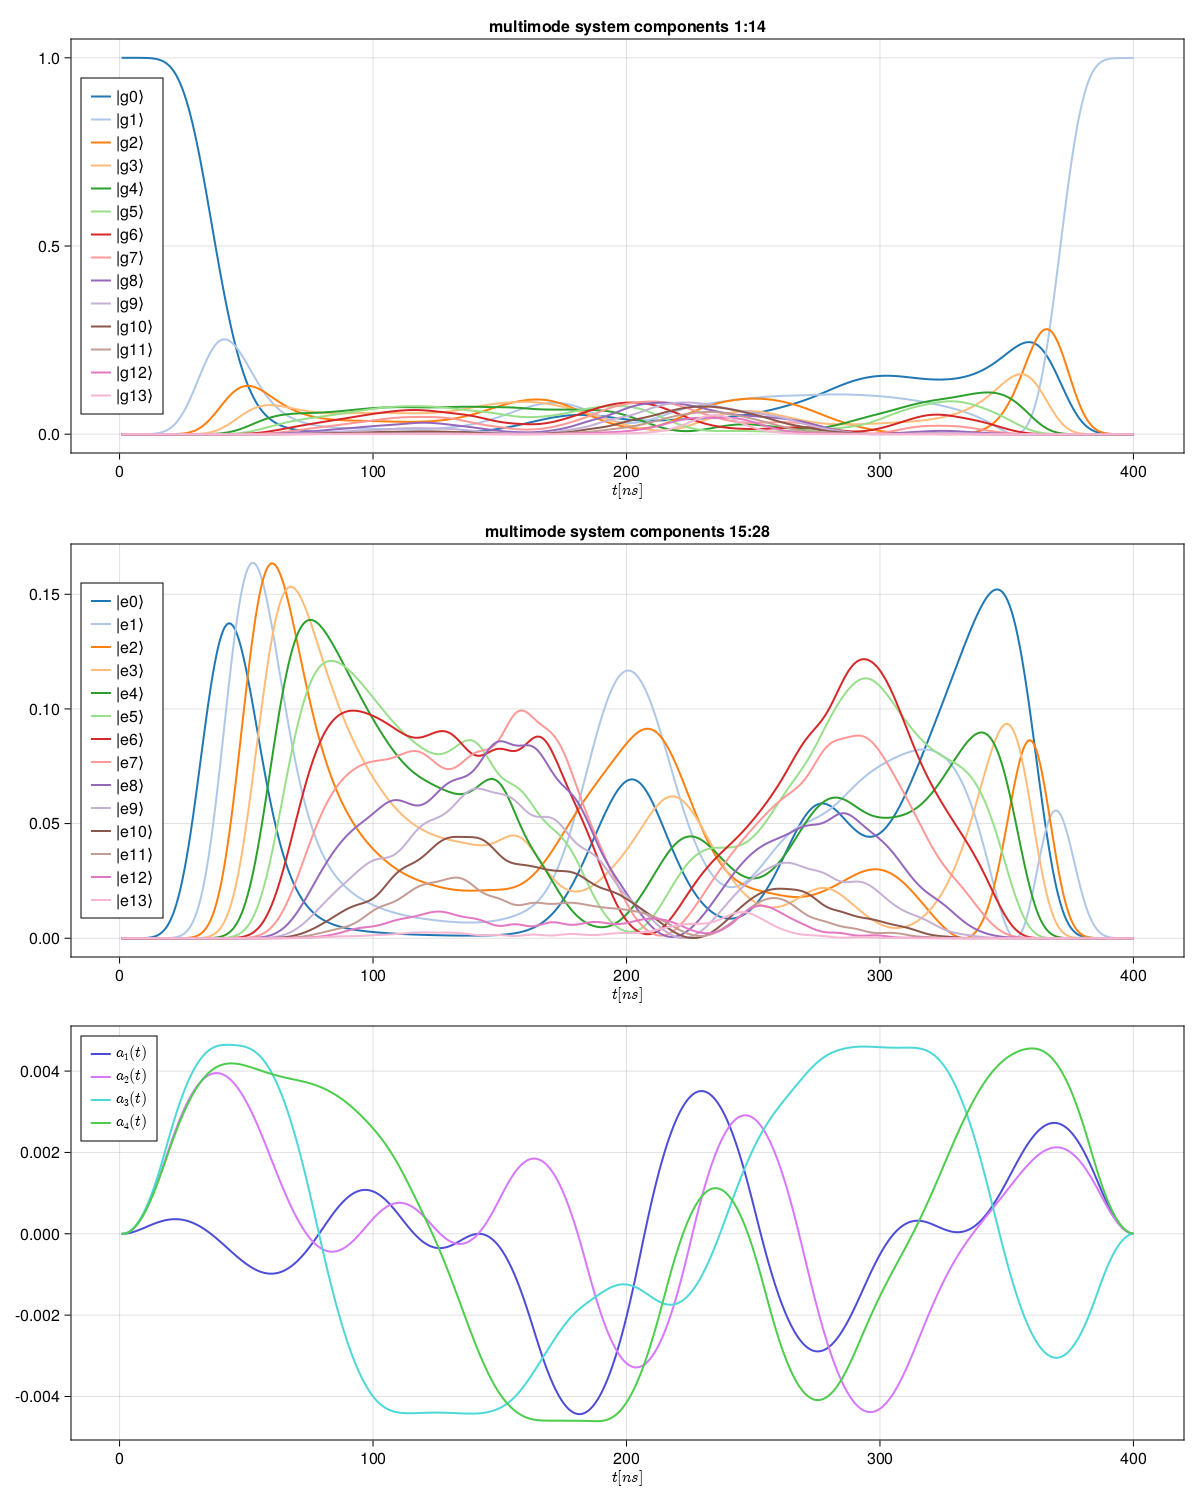 multimode system components 1:14
1.0
0.5
0.0
|g0⟩
|g1⟩
|g2⟩
|g3⟩
|g4⟩
|g5⟩
|g6⟩
|g7⟩
|g8⟩
|g9⟩
|g10⟩
|g11⟩
|g12⟩
|g13⟩
0 100 200 300 400
t[ns]
multimode system components 15:28
0.15
0.10
0.05
0.00
|e0⟩
|e1⟩
|e2⟩
|e3⟩
|e4⟩
|e5⟩
|e6⟩
|e7⟩
|e8⟩
|e9⟩
|e10⟩
|e11⟩
|e12⟩
|e13⟩
0 100 200 300 400
t[ns]
0.004
0.002
0.000
-0.002
-0.004
a₁(t)
a₂(t)
a₃(t)
a₄(t)
0 100 200 300 400
t[ns]